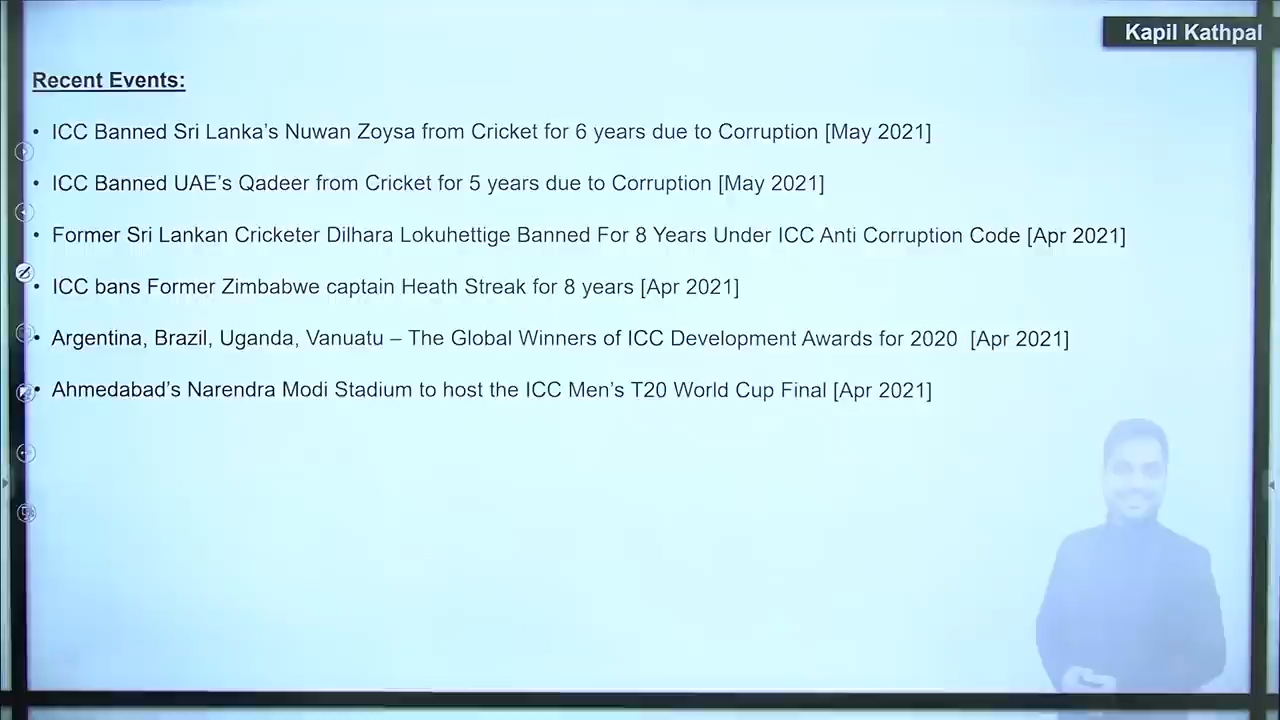 Kapil Kathpal
Recent Events:
• ICC Banned Sri Lanka's Nuwan Zoysa from Cricket for 6 years due to Corruption [May 2021]
• ICC Banned UAE's Qadeer from Cricket for 5 years due to Corruption [May 2021]
• Former Sri Lankan Cricketer Dilhara Lokuhettige Banned For 8 Years Under ICC Anti Corruption Code [Apr 2021]
• ICC bans Former Zimbabwe captain Heath Streak for 8 years [Apr 2021]
• Argentina, Brazil, Uganda, Vanuatu – The Global Winners of ICC Development Awards for 2020 [Apr 2021]
• Ahmedabad's Narendra Modi Stadium to host the ICC Men's T20 World Cup Final [Apr 2021]